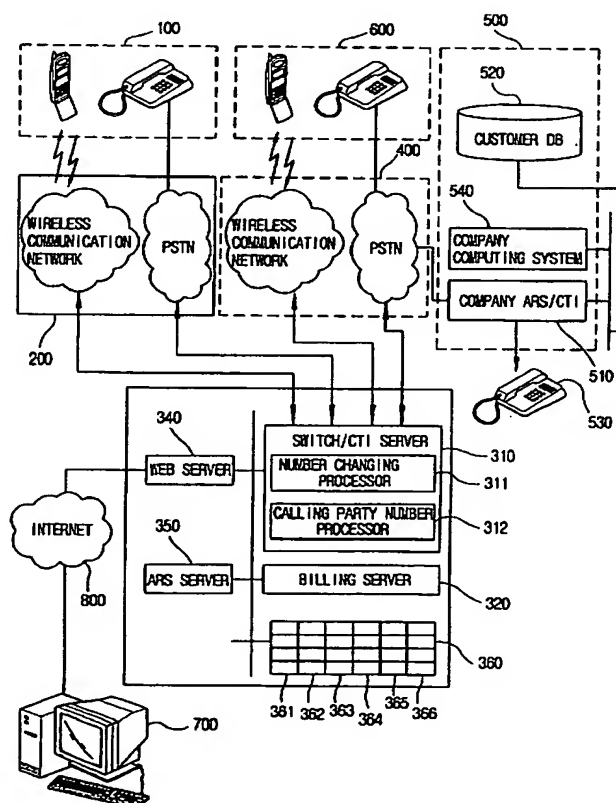 100
600
500
520
CUSTOMER DB
400
540
WIRELESS
COMMUNICATION
NETWORK
PSTN
WIRELESS
COMMUNICATION
NETWORK
PSTN
COMPANY
COMPUTING SYSTEM
COMPANY ARS/CTI
200
510
530
340
SWITCH/CTI SERVER
310
WEB SERVER
NUMBER CHANGING
PROCESSOR
311
INTERNET
350
CALLING PARTY NUMBER
PROCESSOR
312
800
ARS SERVER
BILLING SERVER
320
360
361 362 363 364 365 366
700